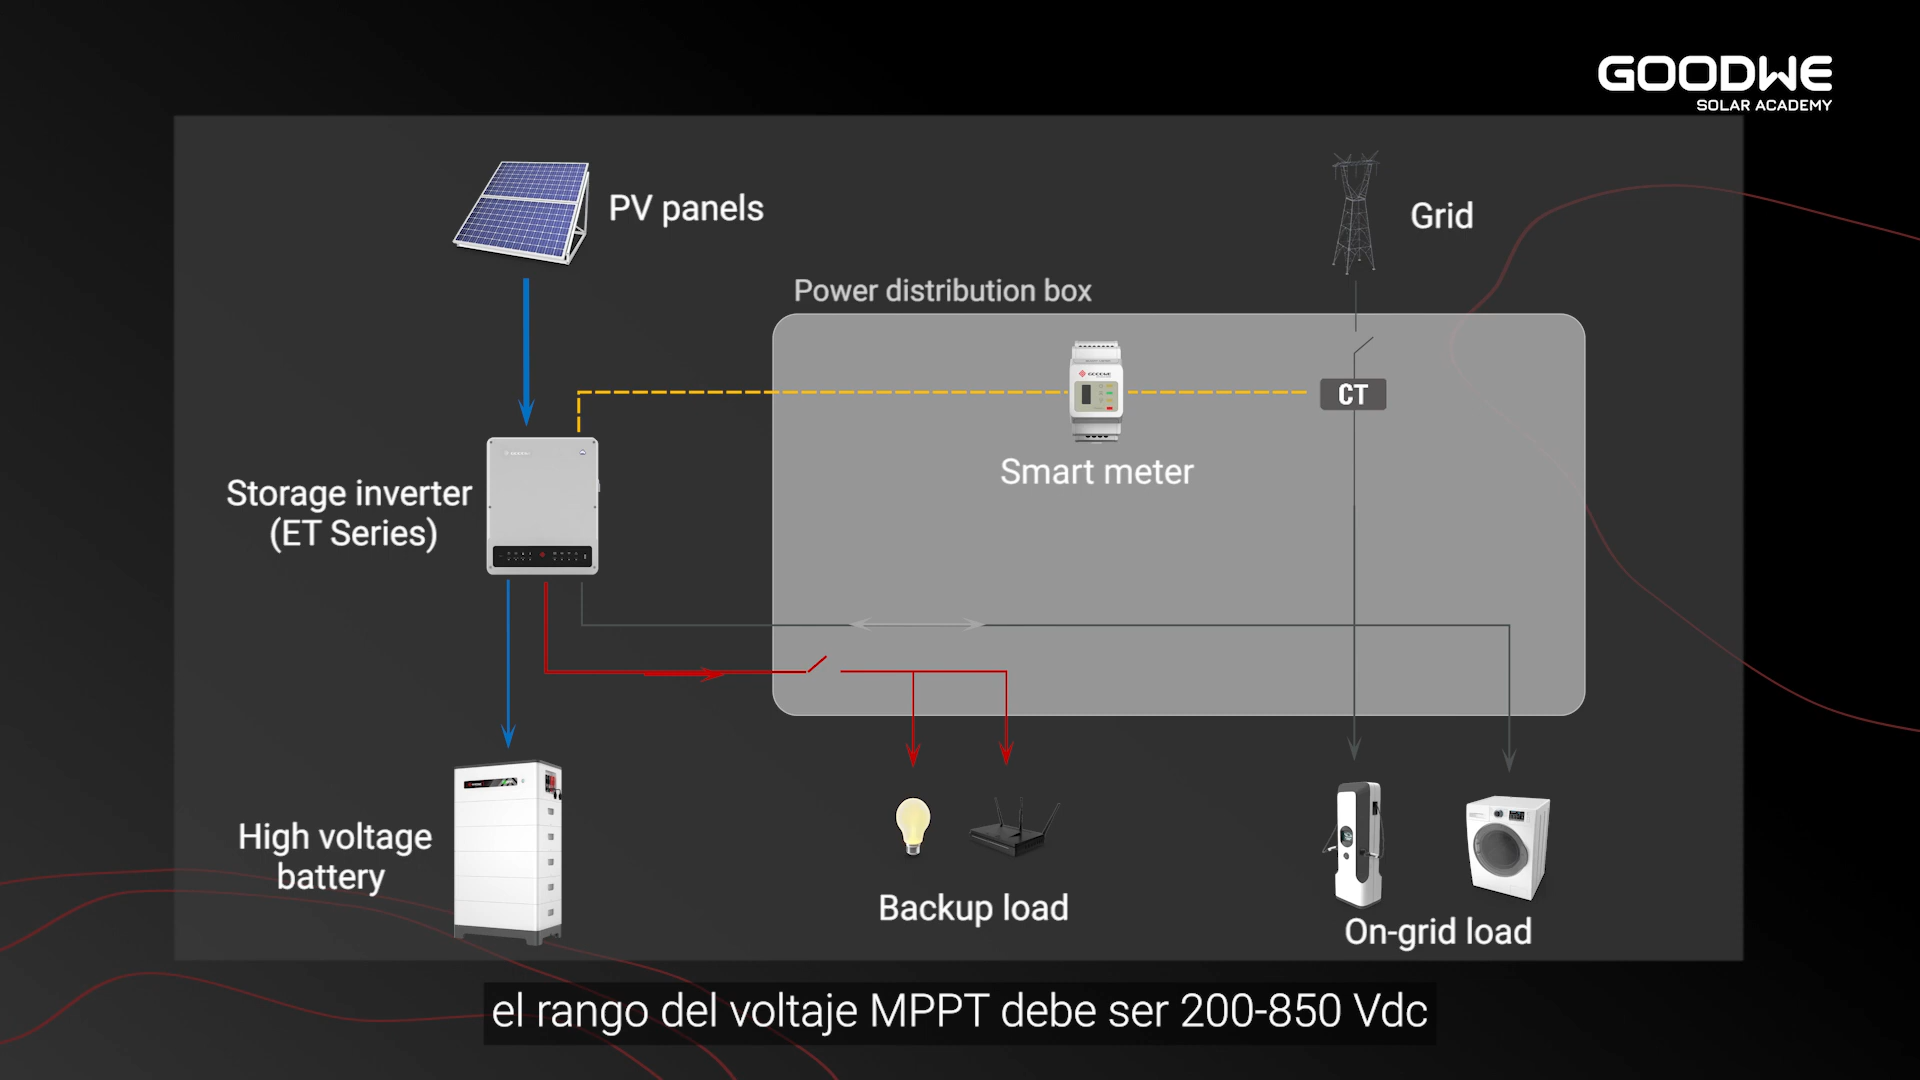 GOODWE
SOLAR ACADEMY
PV panels
Grid
Power distribution box
GOODWE
CT
Smart meter
Storage inverter
(ET Series)
High voltage
battery
Backup load
On-grid load
el rango del voltaje MPPT debe ser 200-850 Vdc